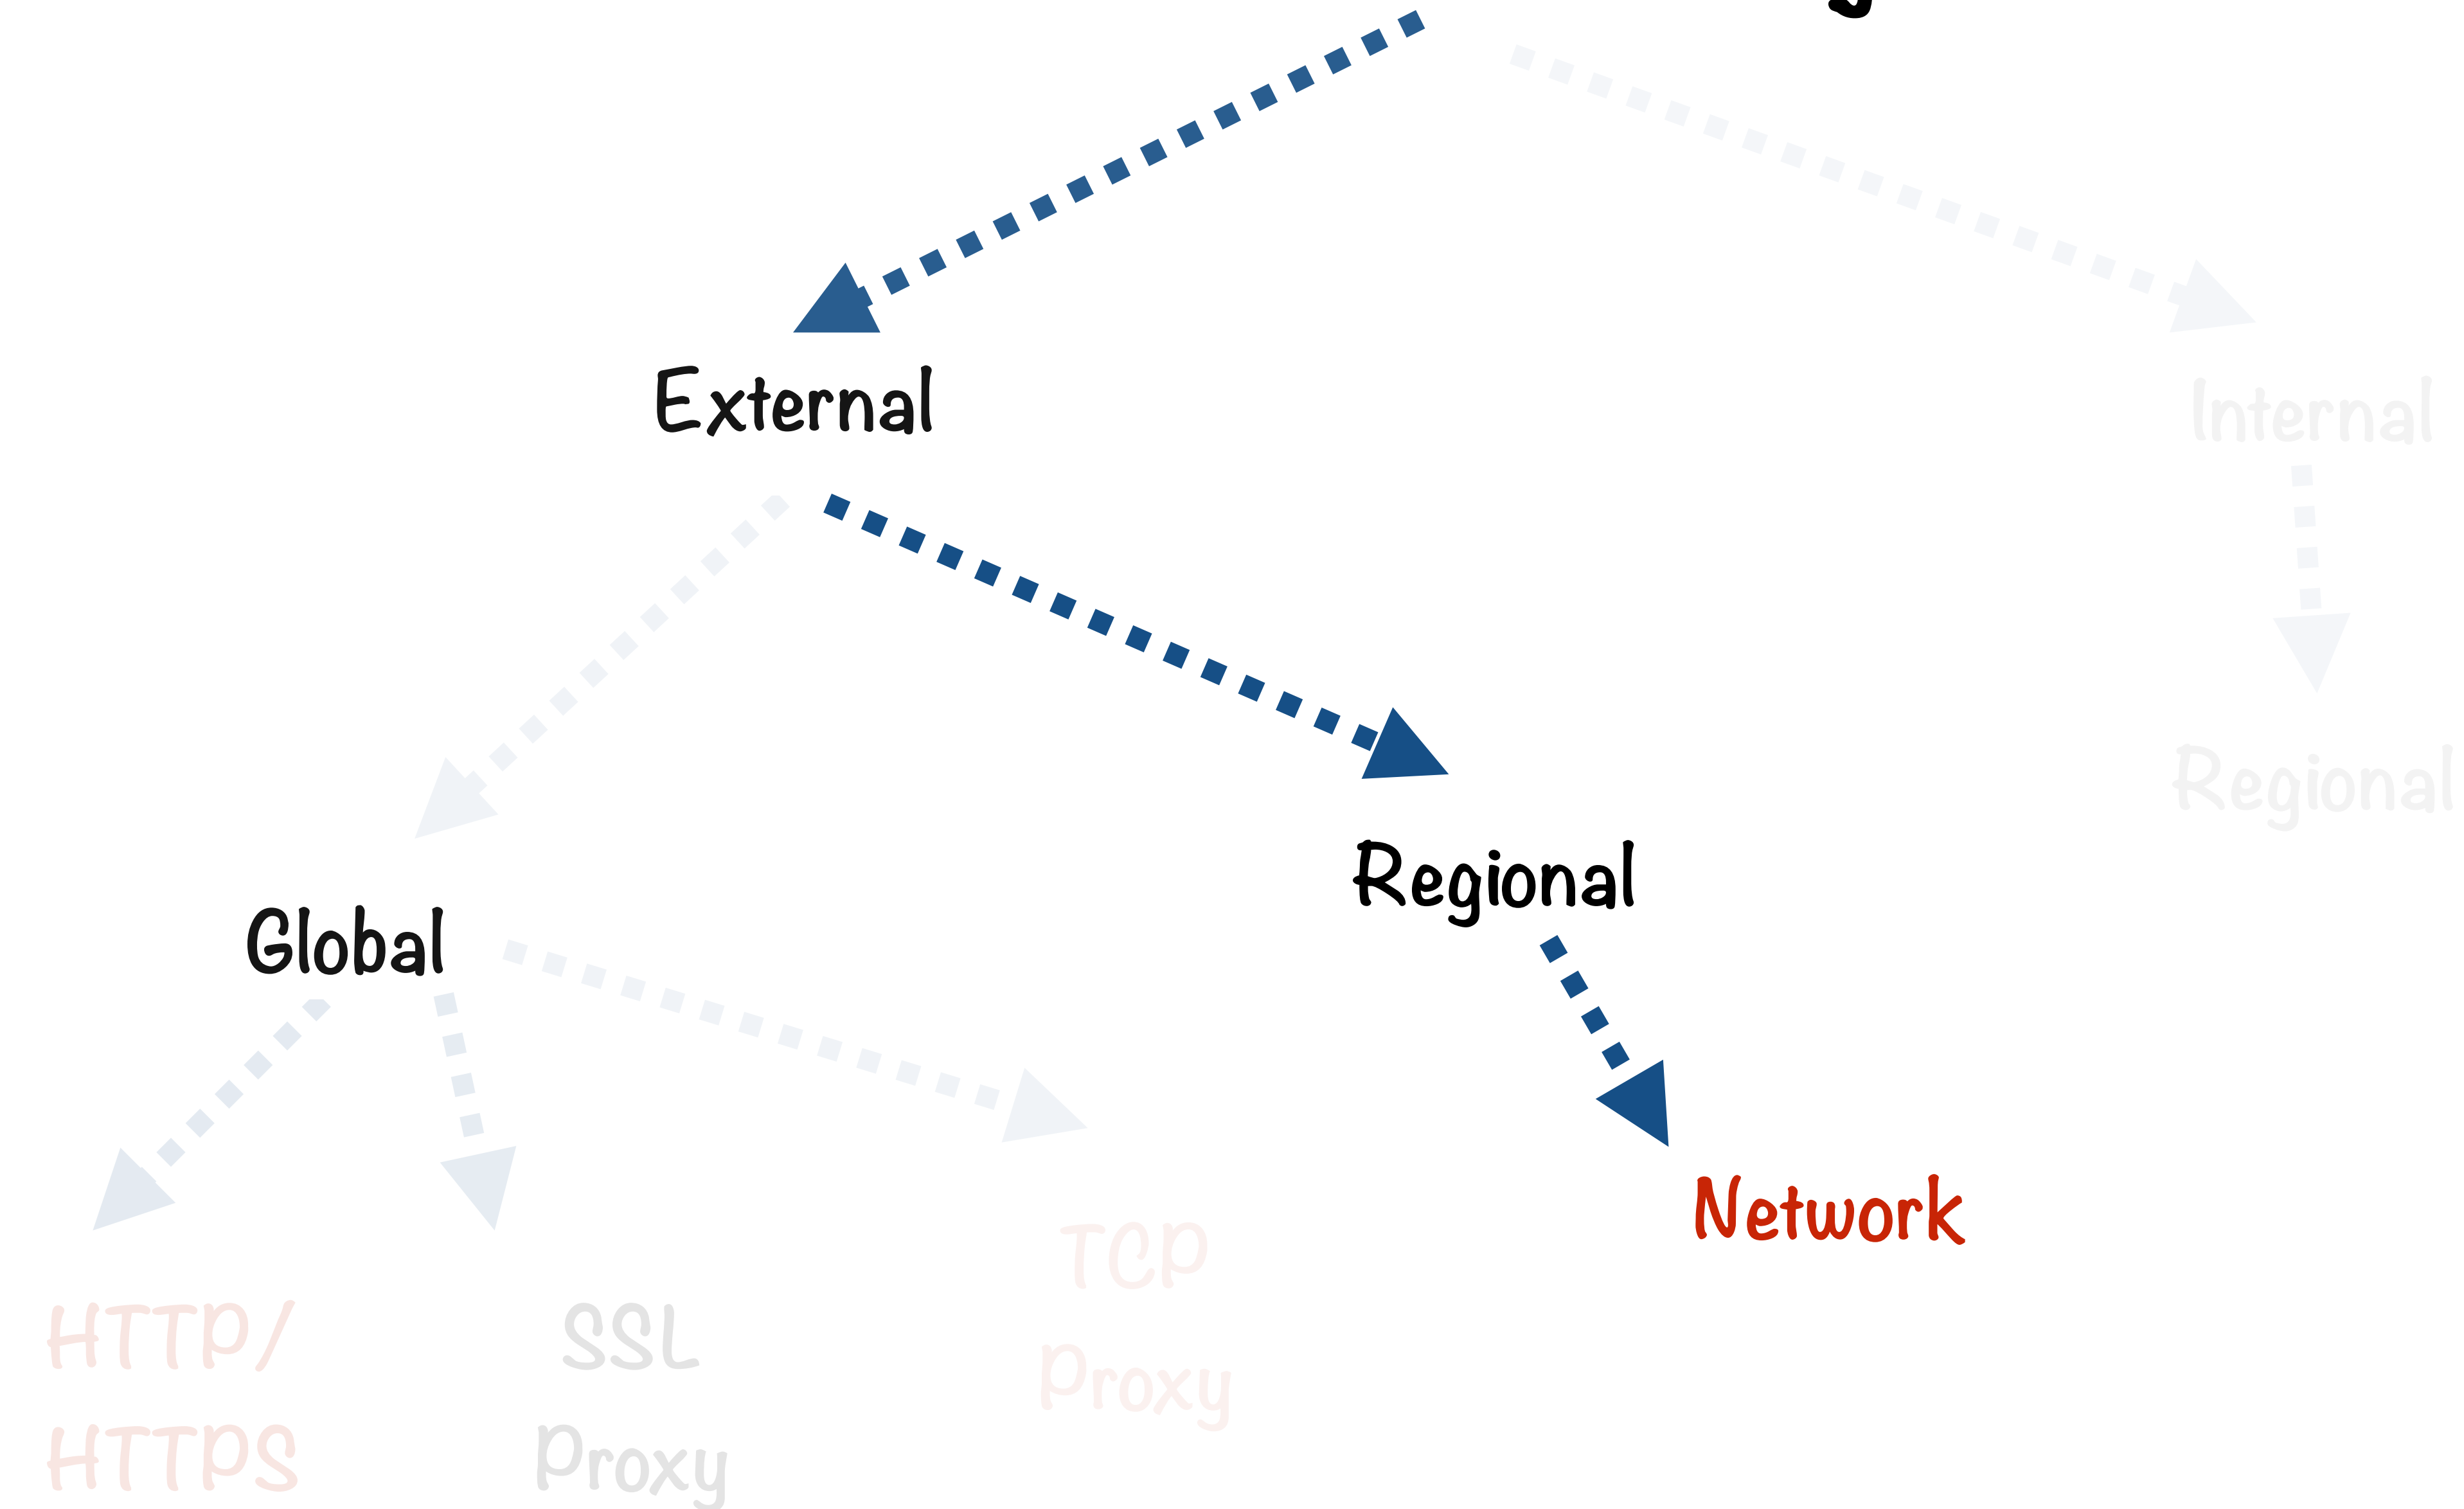 External
Internal
Regional
Regional
Global
Network
TCP
Proxy
HTTP/
HTTPS
SSL
Proxy